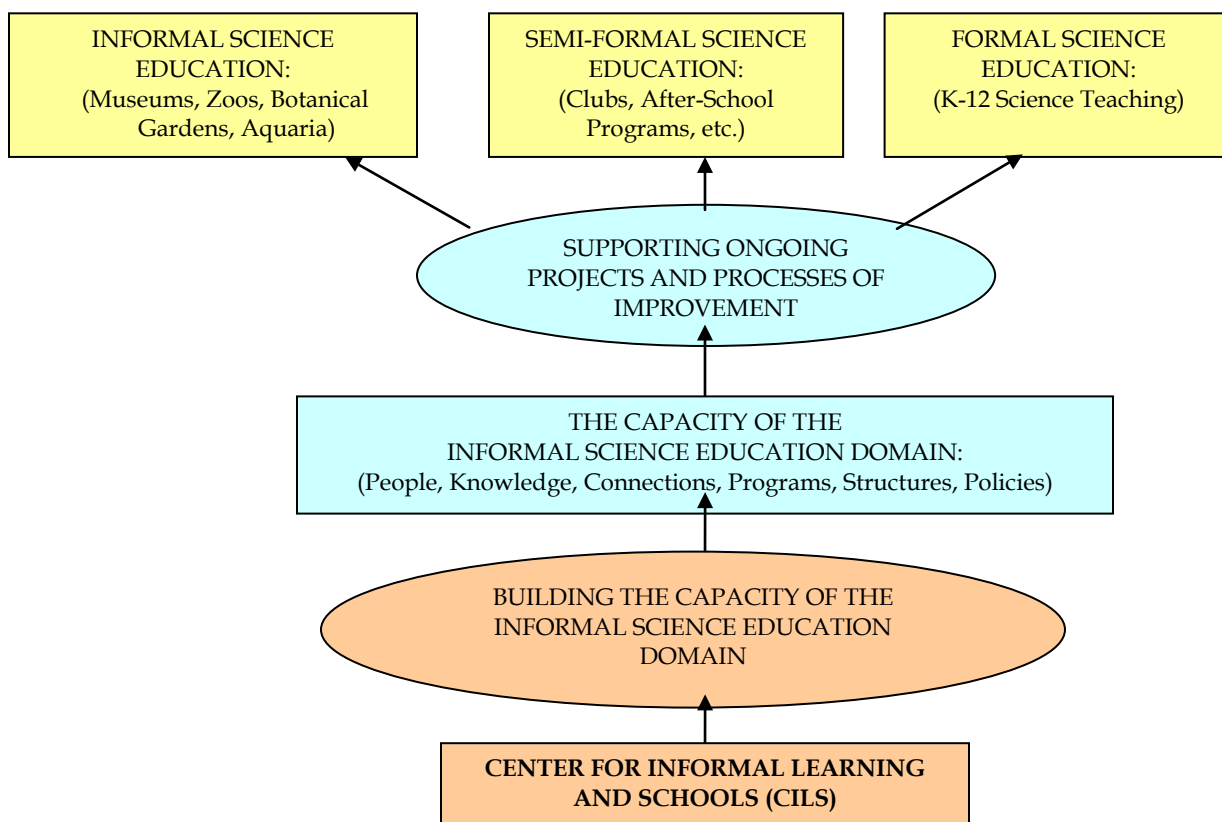 INFORMAL SCIENCE
EDUCATION:
(Museums, Zoos, Botanical
Gardens, Aquaria)
SEMI-FORMAL SCIENCE
EDUCATION:
(Clubs, After-School
Programs, etc.)
FORMAL SCIENCE
EDUCATION:
(K-12 Science Teaching)
SUPPORTING ONGOING
PROJECTS AND PROCESSES OF
IMPROVEMENT
THE CAPACITY OF THE
INFORMAL SCIENCE EDUCATION DOMAIN:
(People, Knowledge, Connections, Programs, Structures, Policies)
BUILDING THE CAPACITY OF THE
INFORMAL SCIENCE EDUCATION
DOMAIN
CENTER FOR INFORMAL LEARNING
AND SCHOOLS (CILS)